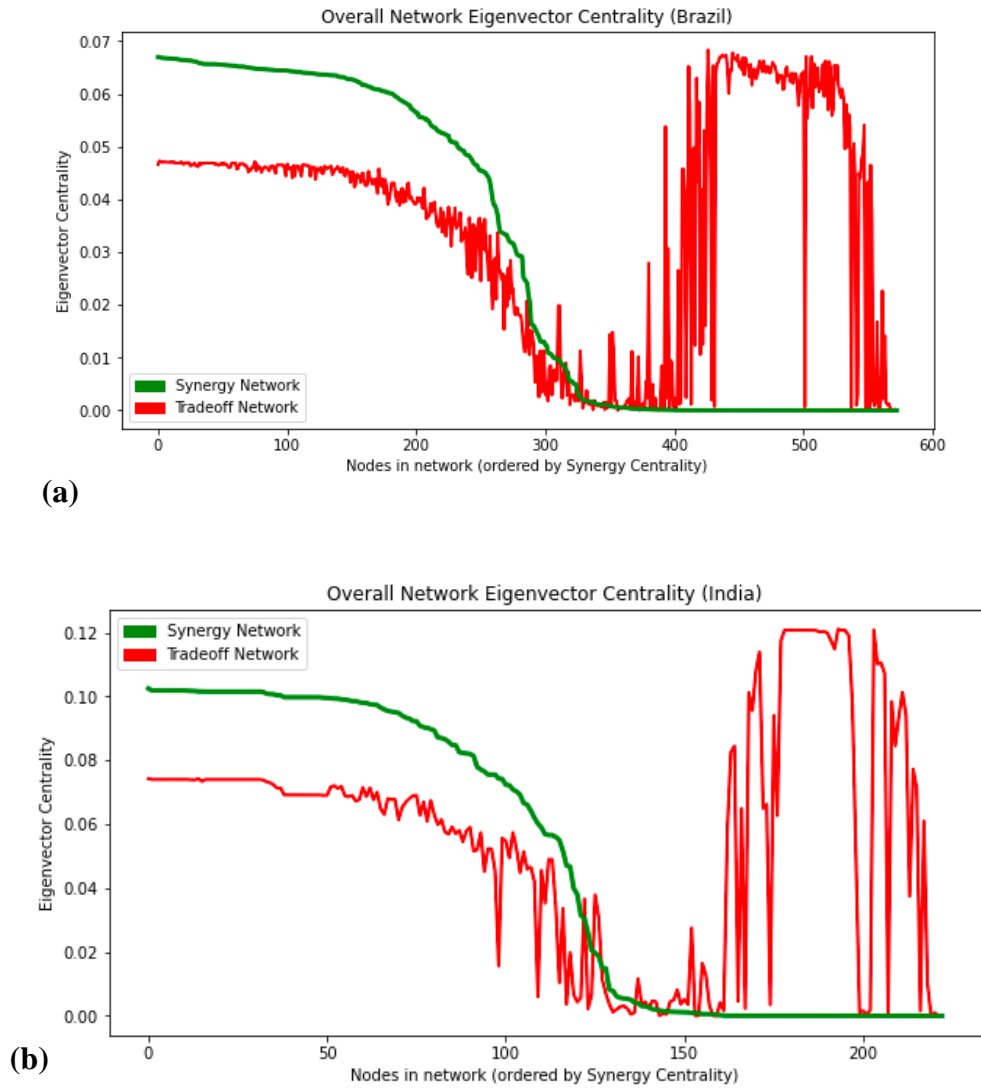 Overall Network Eigenvector Centrality (Brazil)
0.07
0.06
0.05
0.04
0.03
0.02
0.01
0.00
Eigenvector Centrality
Synergy Network
Tradeoff Network
0 100 200 300 400 500 600
Nodes in network (ordered by Synergy Centrality)
(a)
Overall Network Eigenvector Centrality (India)
0.12
0.10
0.08
0.06
0.04
0.02
0.00
Eigenvector Centrality
Synergy Network
Tradeoff Network
0 50 100 150 200
Nodes in network (ordered by Synergy Centrality)
(b)